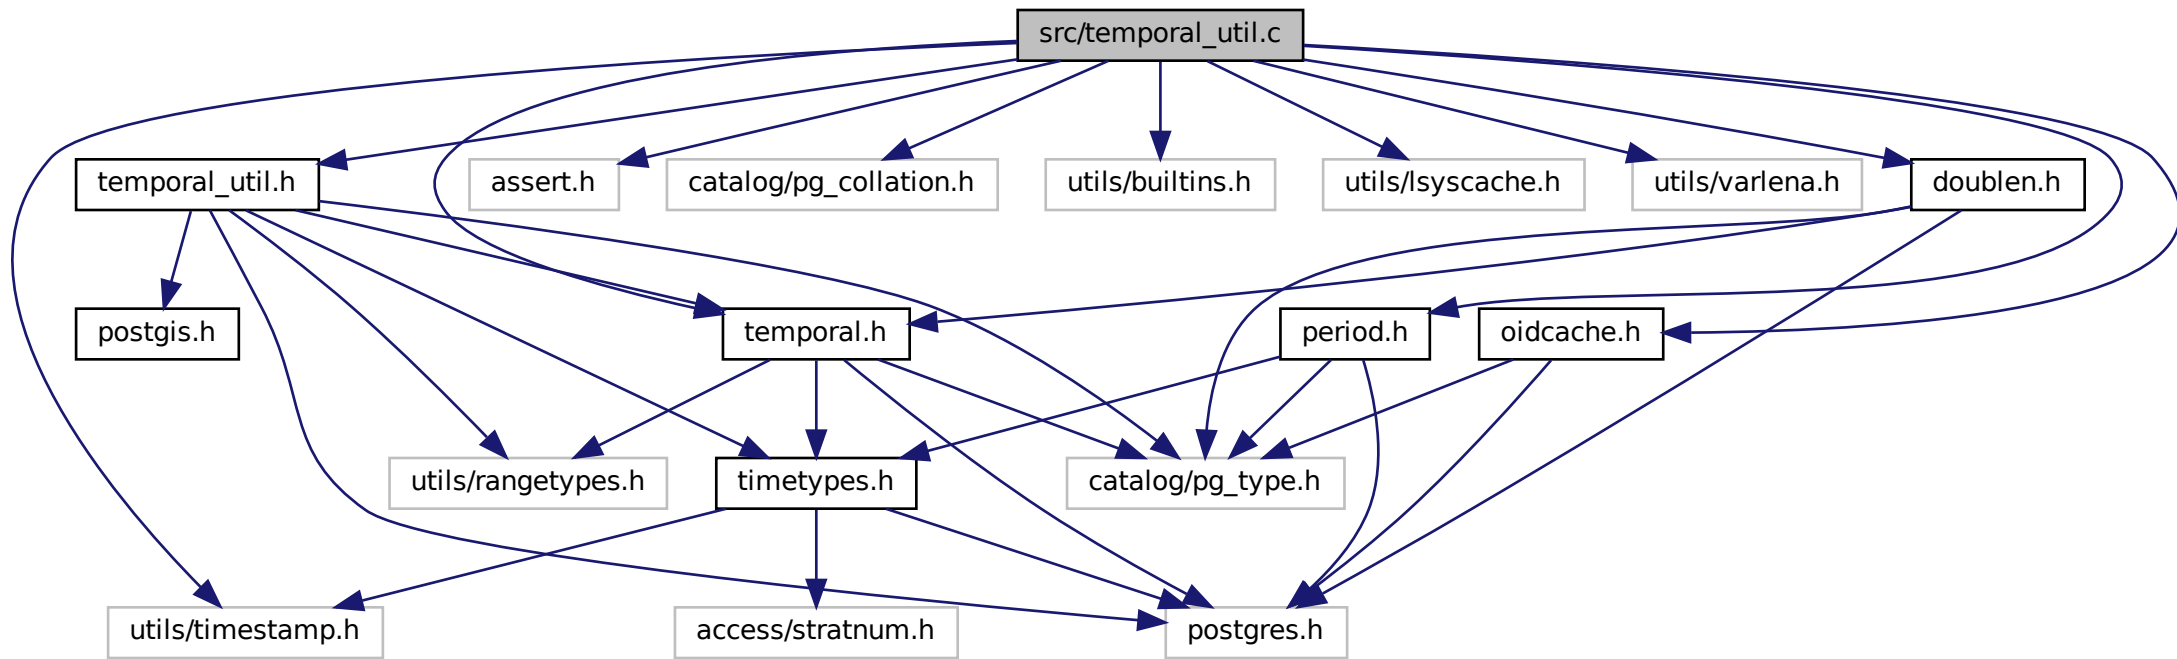 src/temporal_util.c
temporal_util.h
assert.h
catalog/pg_collation.h
utils/builtins.h
utils/lsyscache.h
utils/varlena.h
doublen.h
postgis.h
temporal.h
period.h
oidcache.h
utils/rangetypes.h
timetypes.h
catalog/pg_type.h
utils/timestamp.h
access/stratnum.h
postgres.h